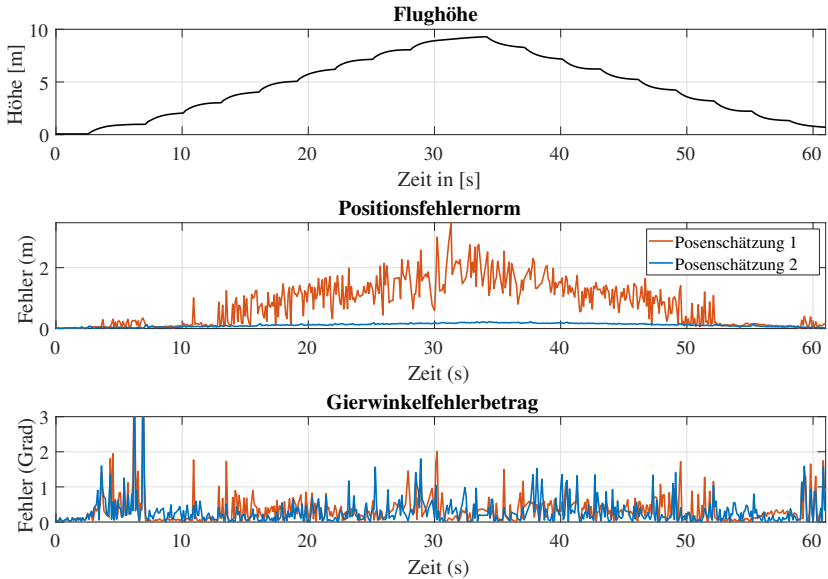 Flughöhe
Höhe [m]
10
5
0
0 10 20 30 40 50 60
Zeit in [s]
Positionsfehlernorm
Fehler (m)
2
0
Posenschätzung 1
Posenschätzung 2
0 10 20 30 40 50 60
Zeit (s)
Gierwinkelfehlerbetrag
Fehler (Grad)
3
2
1
0
0 10 20 30 40 50 60
Zeit (s)